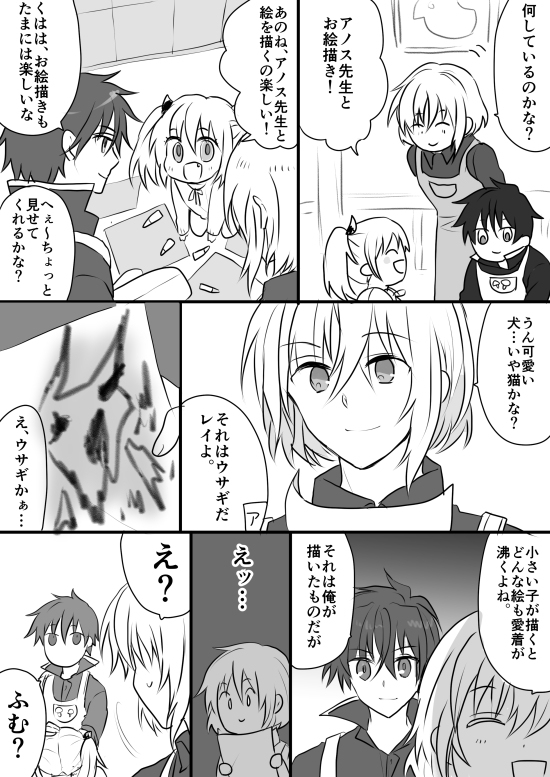 何しているのかな?
アノス先生と
お絵描き!
あのね、アノス先生と
絵を描くの楽しい!
くはは、お絵描きも
たまには楽しいな
へぇ〜ちょっと
見せて
くれるかな?
うん可愛い
犬…いや猫かな?
それはウサギだ
レイよ。
ア
え、ウサギかぁ…
小さい子が描くと
どんな絵も愛着が
沸くよね。
それは俺が
描いたものだが
えッ…
え?
ふむ?